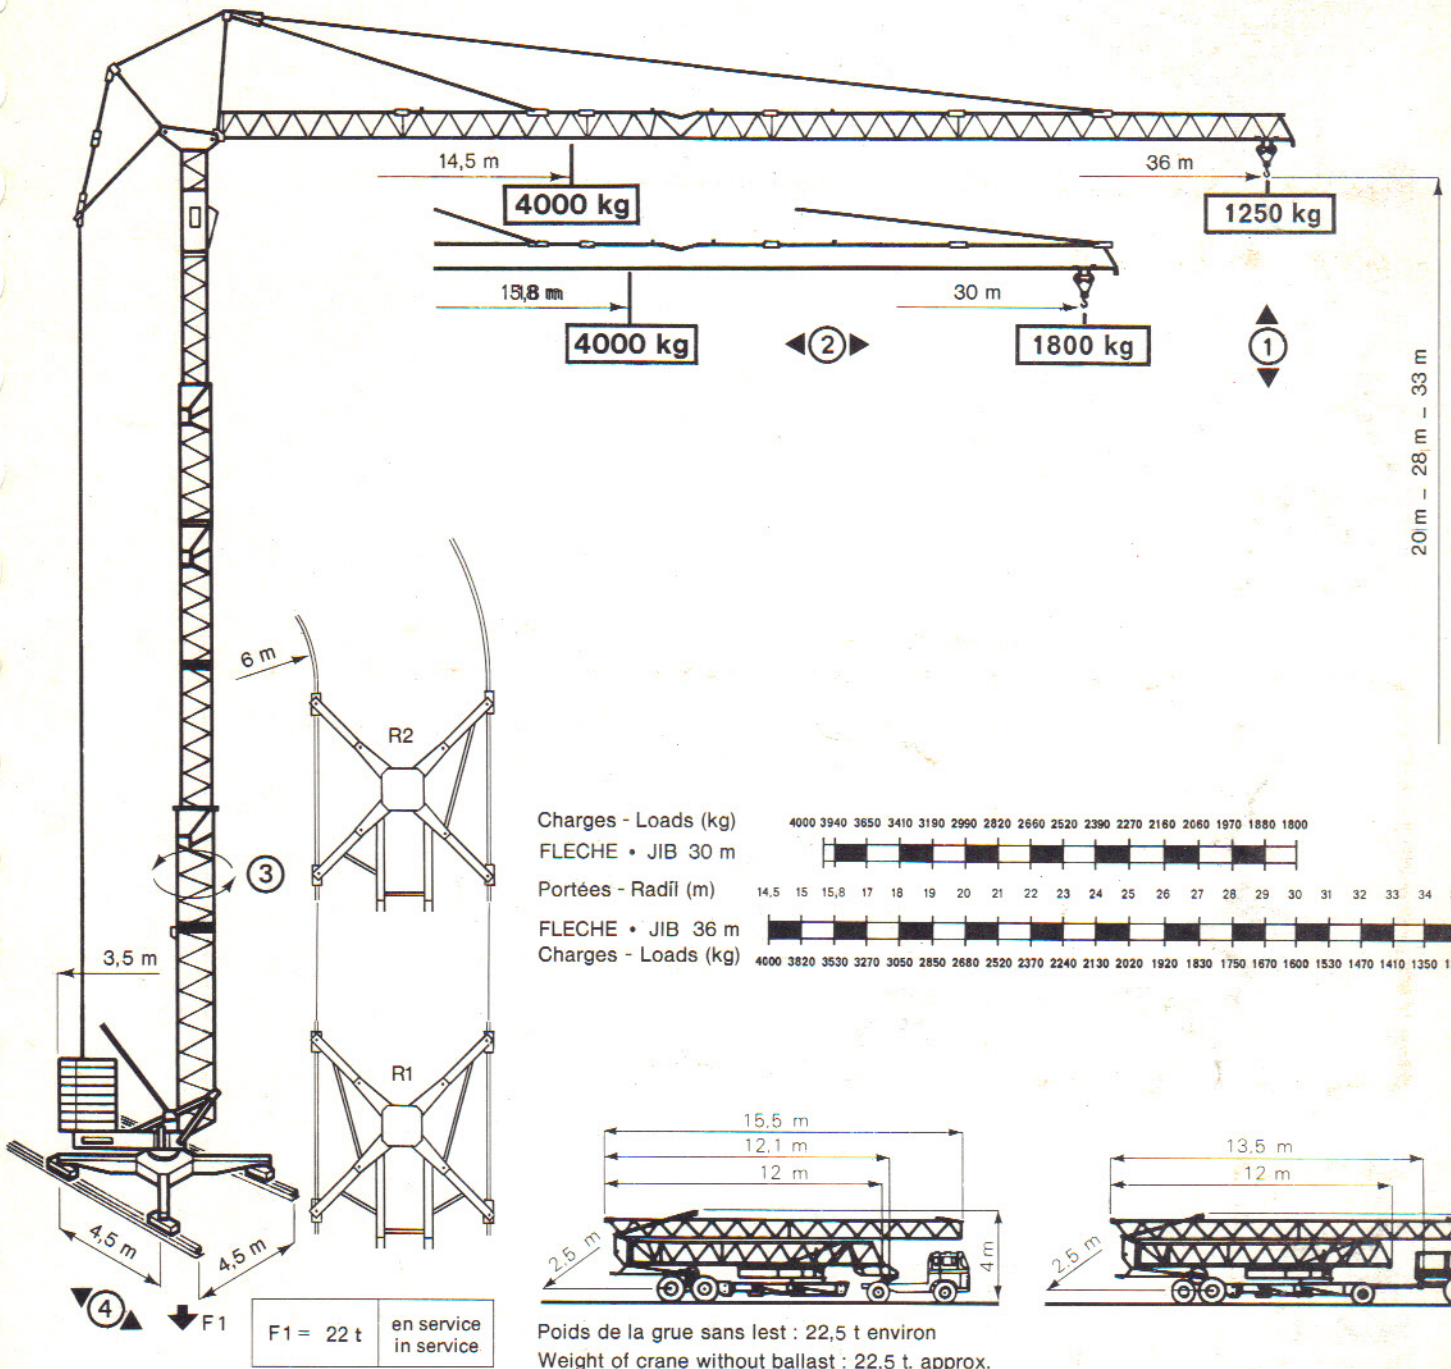 14,5 m
36 m
4000 kg
1250 kg
15,8 m
30 m
4000 kg
2
1800 kg
1
20 m – 28 m – 33 m
6 m
R2
3
3,5 m
R1
Charges - Loads (kg) 4000 3940 3650 3410 3190 2990 2820 2660 2520 2390 2270 2160 2060 1970 1880 1800
FLECHE • JIB 30 m
Portées - Radii (m) 14,5 15 15,8 17 18 19 20 21 22 23 24 25 26 27 28 29 30 31 32 33 34
FLECHE • JIB 36 m
Charges - Loads (kg) 4000 3820 3530 3270 3050 2850 2680 2520 2370 2240 2130 2020 1920 1830 1750 1670 1600 1530 1470 1410 1350
4,5 m
4,5 m
4
F1
F1 = 22 t
en service
in service
15,5 m
12,1 m
12 m
2,5 m
4 m
13,5 m
12 m
2,5 m
Poids de la grue sans lest : 22,5 t environ
Weight of crane without ballast : 22,5 t. approx.